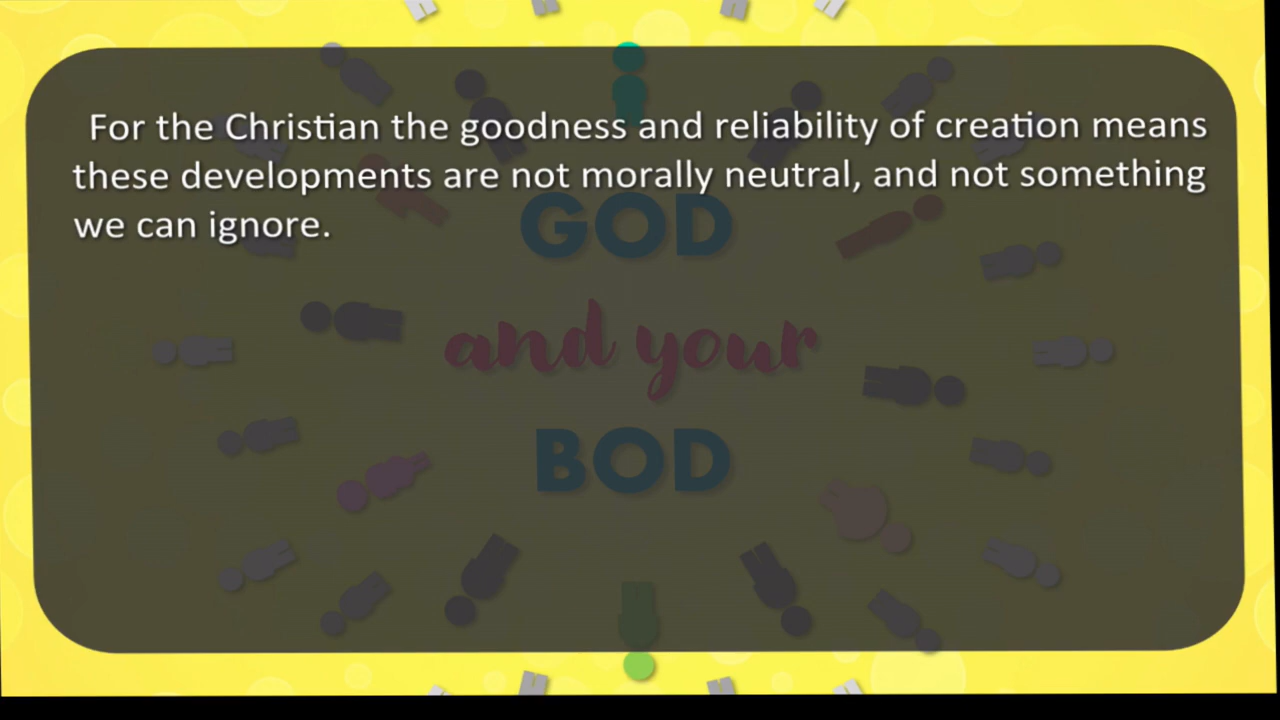 For the Christian the goodness and reliability of creation means
these developments are not morally neutral, and not something
we can ignore.
GOD
and your
BOD